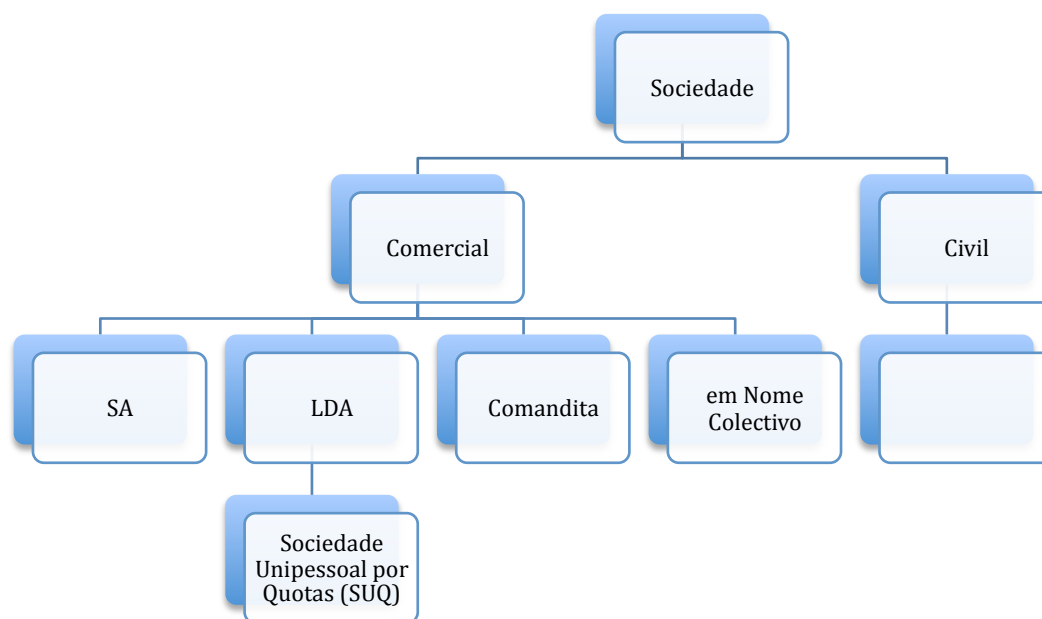 Sociedade
Comercial
Civil
SA
LDA
Comandita
em Nome
Colectivo
Sociedade
Unipessoal por
Quotas (SUQ)